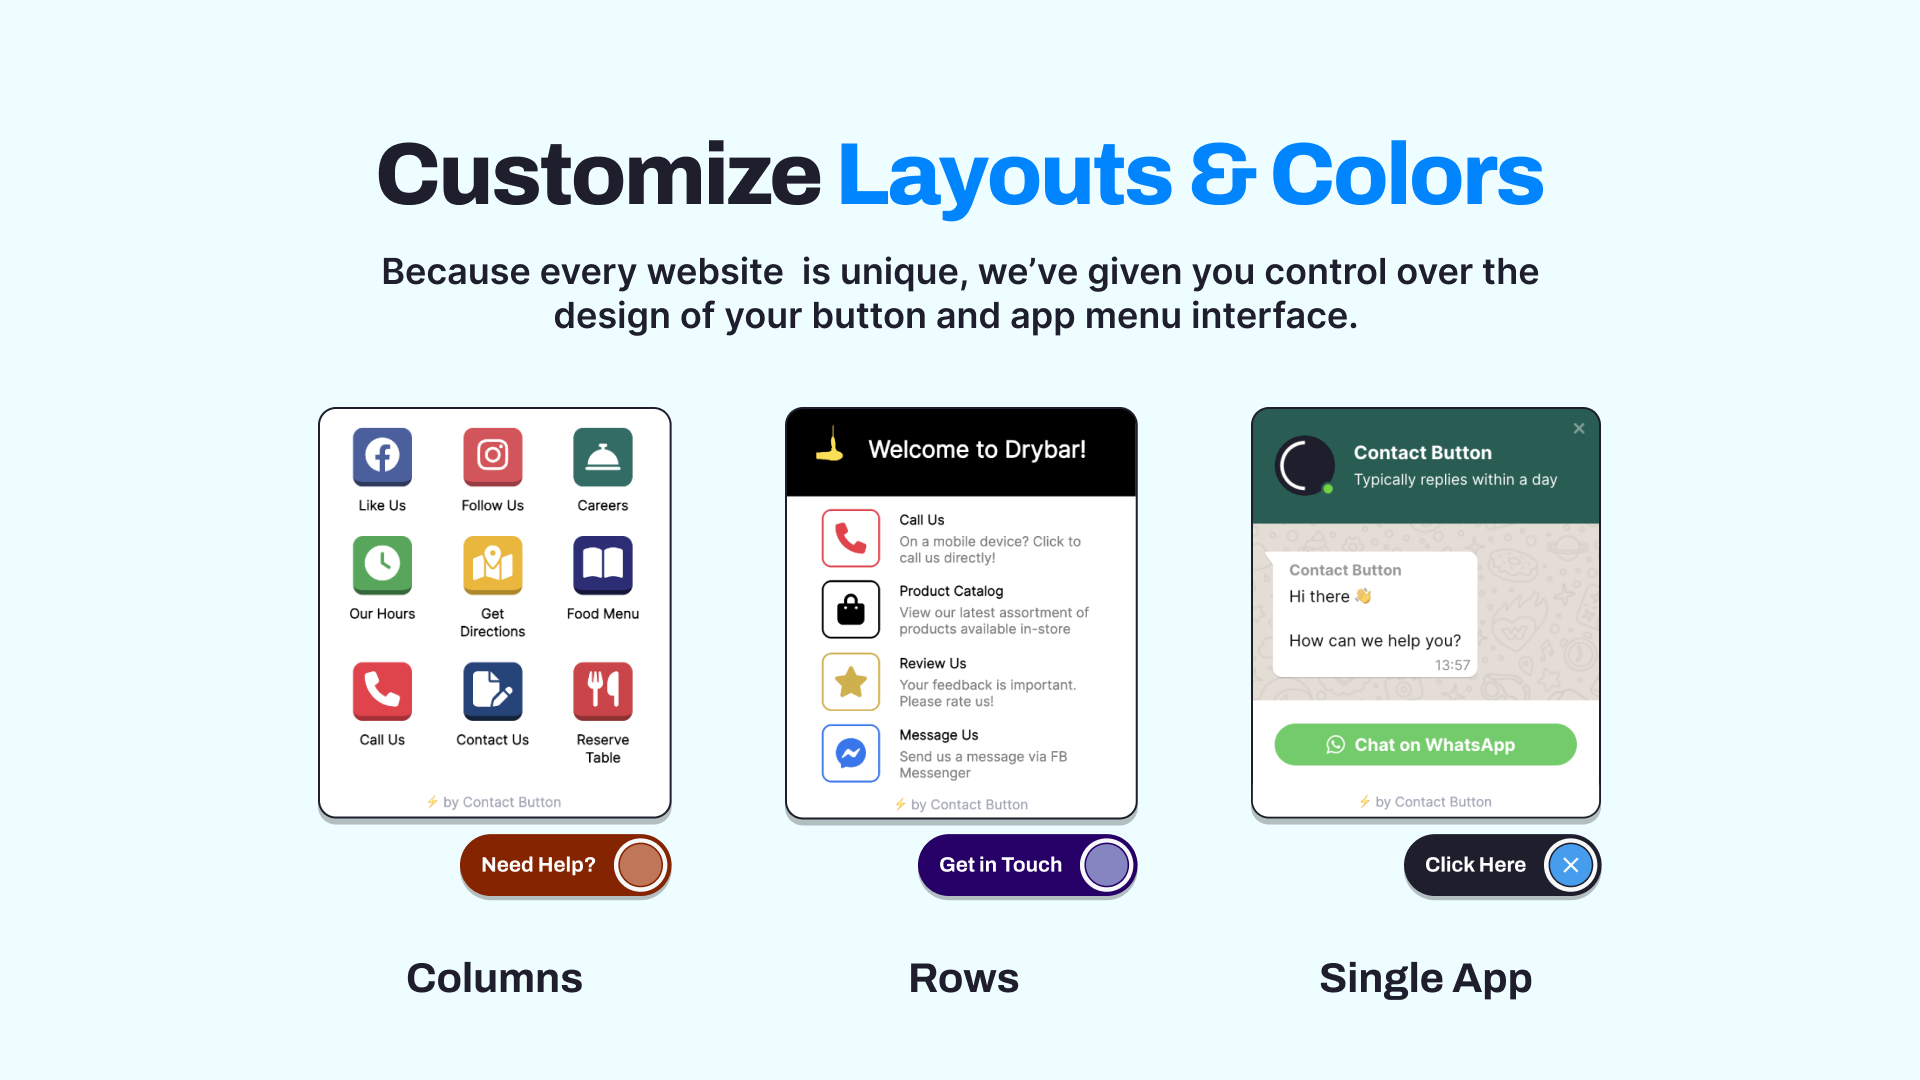 Customize Layouts & Colors
Because every website  is unique, we’ve given you control over the
design of your button and app menu interface.
Like Us
Follow Us
Careers
Our Hours
Get
Directions
Food Menu
Call Us
Contact Us
Reserve
Table
⚡ by Contact Button
Need Help?
Columns
Welcome to Drybar!
Call Us
On a mobile device? Click to
call us directly!
Product Catalog
View our latest assortment of
products available in-store
Review Us
Your feedback is important.
Please rate us!
Message Us
Send us a message via FB
Messenger
⚡ by Contact Button
Get in Touch
Rows
Contact Button
Typically replies within a day
Contact Button
Hi there 👋
How can we help you?
13:57
Chat on WhatsApp
⚡ by Contact Button
Click Here
Single App